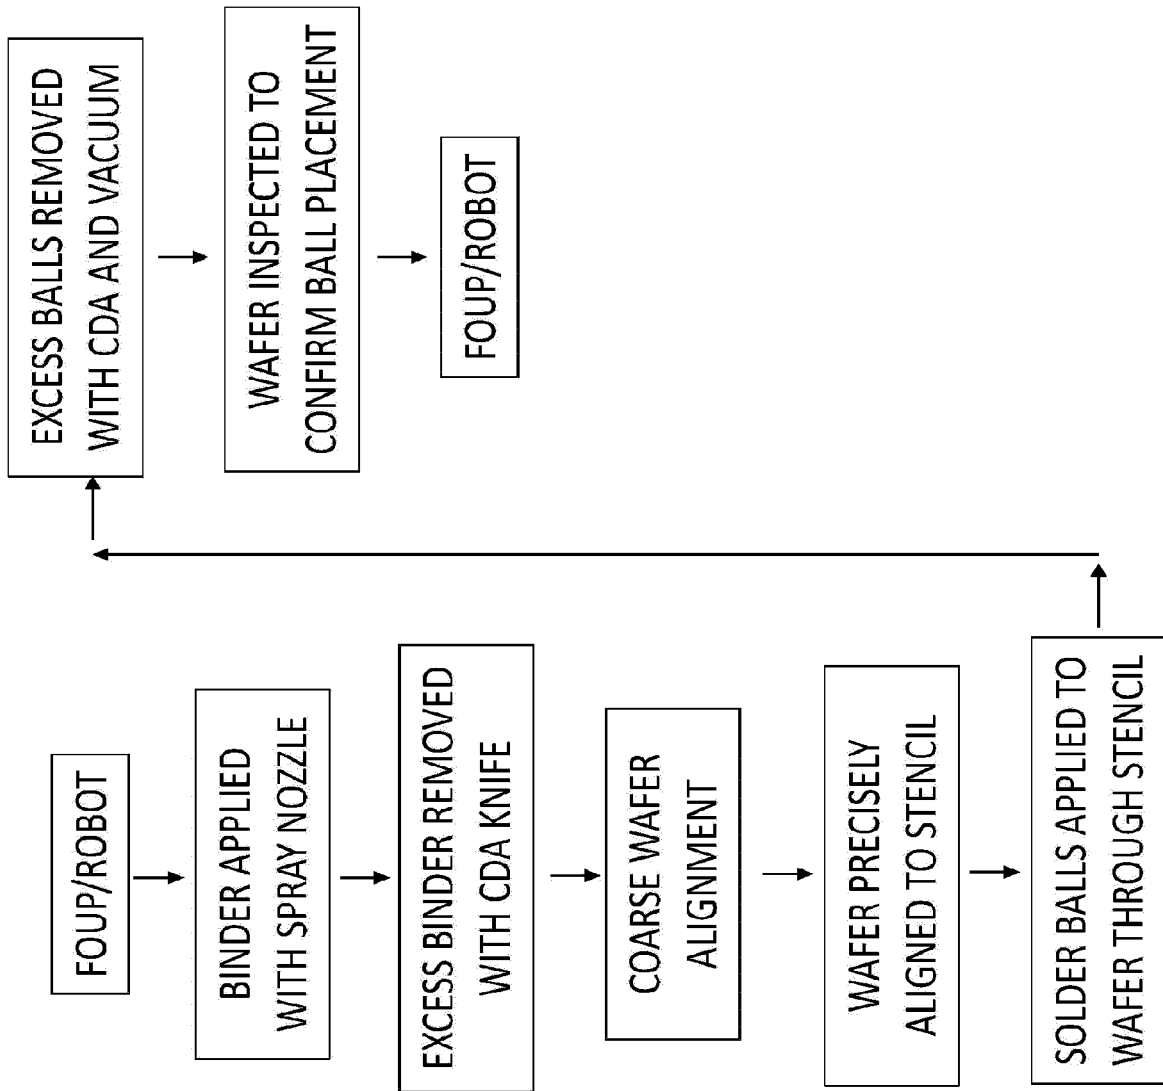 FOUP/ROBOT
BINDER APPLIED
WITH SPRAY NOZZLE
EXCESS BINDER REMOVED
WITH CDA KNIFE
COARSE WAFER
ALIGNMENT
WAFER PRECISELY
ALIGNED TO STENCIL
SOLDER BALLS APPLIED TO
WAFER THROUGH STENCIL
EXCESS BALLS REMOVED
WITH CDA AND VACUUM
WAFER INSPECTED TO
CONFIRM BALL PLACEMENT
FOUP/ROBOT